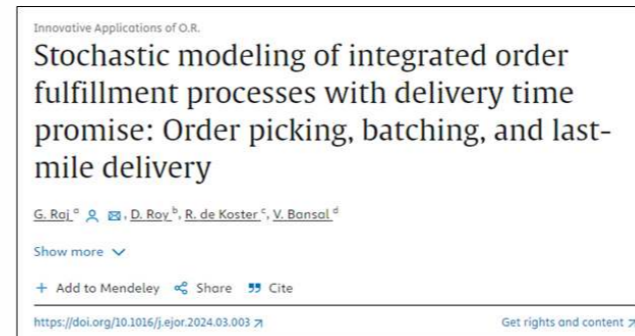 Innovative Applications of O.R.
Stochastic modeling of integrated order
fulfillment processes with delivery time
promise: Order picking, batching, and last-
mile delivery
G. Raj a, D. Roy b, R. de Koster c, V. Bansal d
Show more
+ Add to Mendeley Share Cite
https://doi.org/10.1016/j.ejor.2024.03.003 Get rights and content